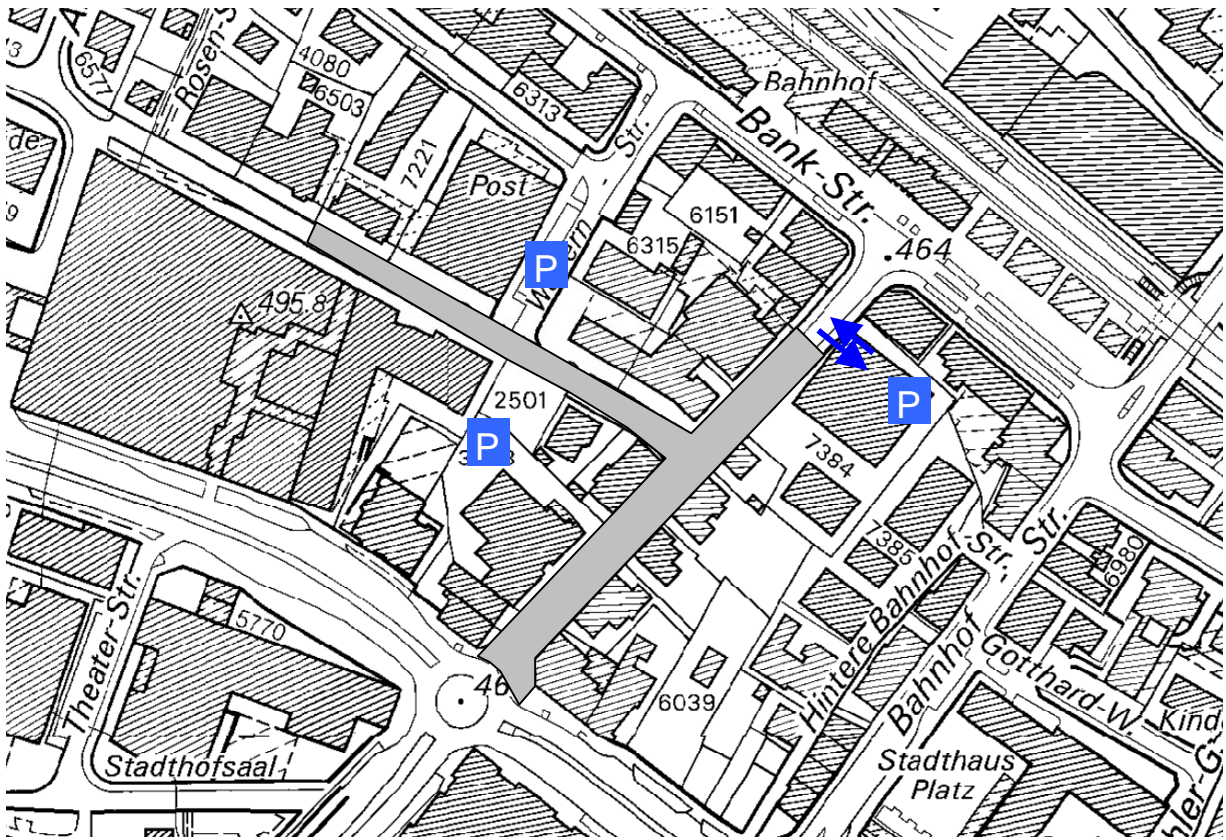 6577
Rosen-S
4080
6503
6313
7221
Post
Str.
Bahnhof
Bank-Str.
6151
6315
464
P
495.8
2501
P
P
7384
7385
Hintere Bahnhof-Str.
Bahnhof Str.
6980
Gotthard-W.
Kind
5770
Theater-Str.
46
6039
Stadthofsaal
Stadthaus
Platz